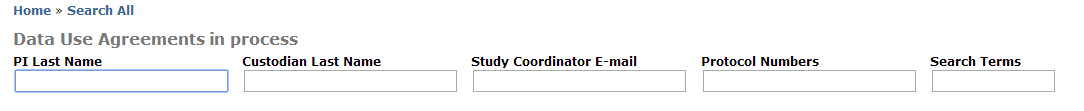 Home » Search All
Data Use Agreements in process
PI Last Name Custodian Last Name Study Coordinator E-mail Protocol Numbers Search Terms